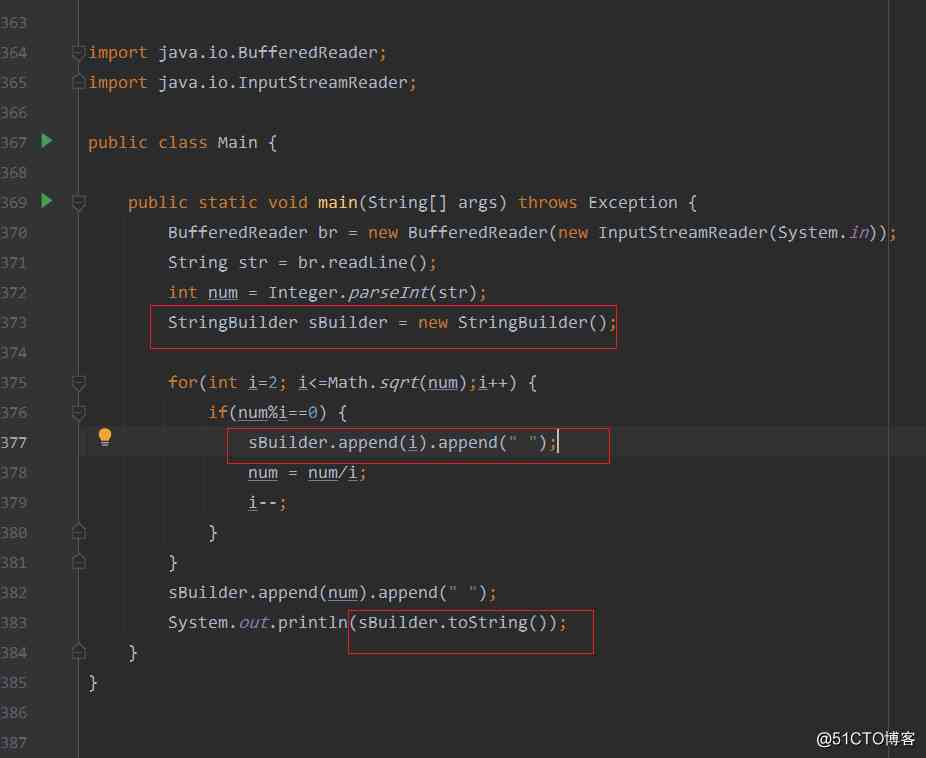 363
364 import java.io.BufferedReader;
365 import java.io.InputStreamReader;
366
367 public class Main {
368
369 public static void main(String[] args) throws Exception {
370 BufferedReader br = new BufferedReader(new InputStreamReader(System.in));
371 String str = br.readLine();
372 int num = Integer.parseInt(str);
373 StringBuilder sBuilder = new StringBuilder();
374
375 for(int i=2; i<=Math.sqrt(num);i++) {
376 if(num%i==0) {
377 sBuilder.append(i).append(" ");
378 num = num/i;
379 i--;
380 }
381 }
382 sBuilder.append(num).append(" ");
383 System.out.println(sBuilder.toString());
384 }
385 }
386
387
@51CTO博客